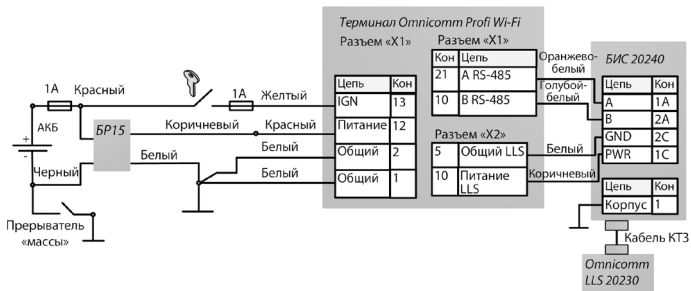 Терминал Omnicomm Profi Wi-Fi
Разъем «X1»
Разъем «X1»
БИС 20240
1А
Красный
1А
Желтый
Цепь Кон
IGN 13
Питание 12
Общий 2
Общий 1
Кон Цепь
21 A RS-485
10 B RS-485
Оранжево-
белый
Голубой-
белый
Цепь Кон
A 1A
B 2A
GND 2C
PWR 1C
АКБ
+
-
БР15
Коричневый
Красный
Белый
Белый
Белый
Черный
Разъем «X2»
5 Общий LLS
10 Питание
LLS
Белый
Коричневый
Цепь Кон
Корпус 1
Прерыватель
«массы»
Кабель КТЗ
Omnicomm
LLS 20230